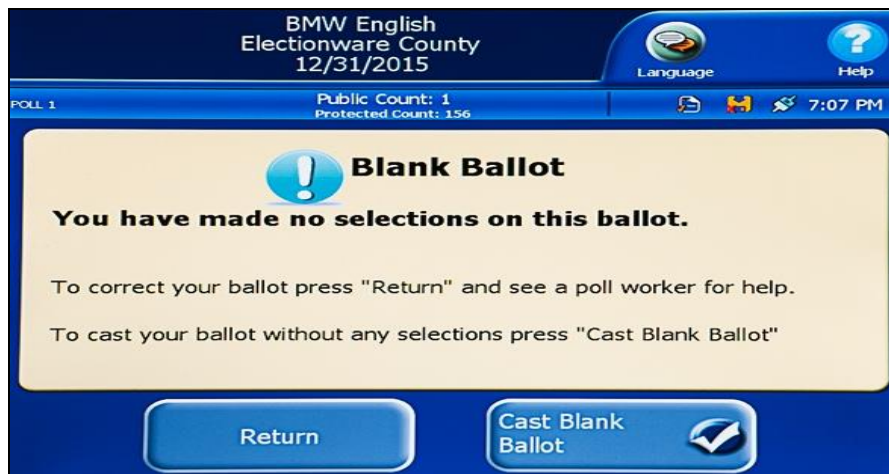 BMW English
Electionware County
12/31/2015
Language
Help
POLL 1
Public Count: 1
Protected Count: 156
7:07 PM
Blank Ballot
You have made no selections on this ballot.
To correct your ballot press "Return" and see a poll worker for help.
To cast your ballot without any selections press "Cast Blank Ballot"
Return
Cast Blank
Ballot